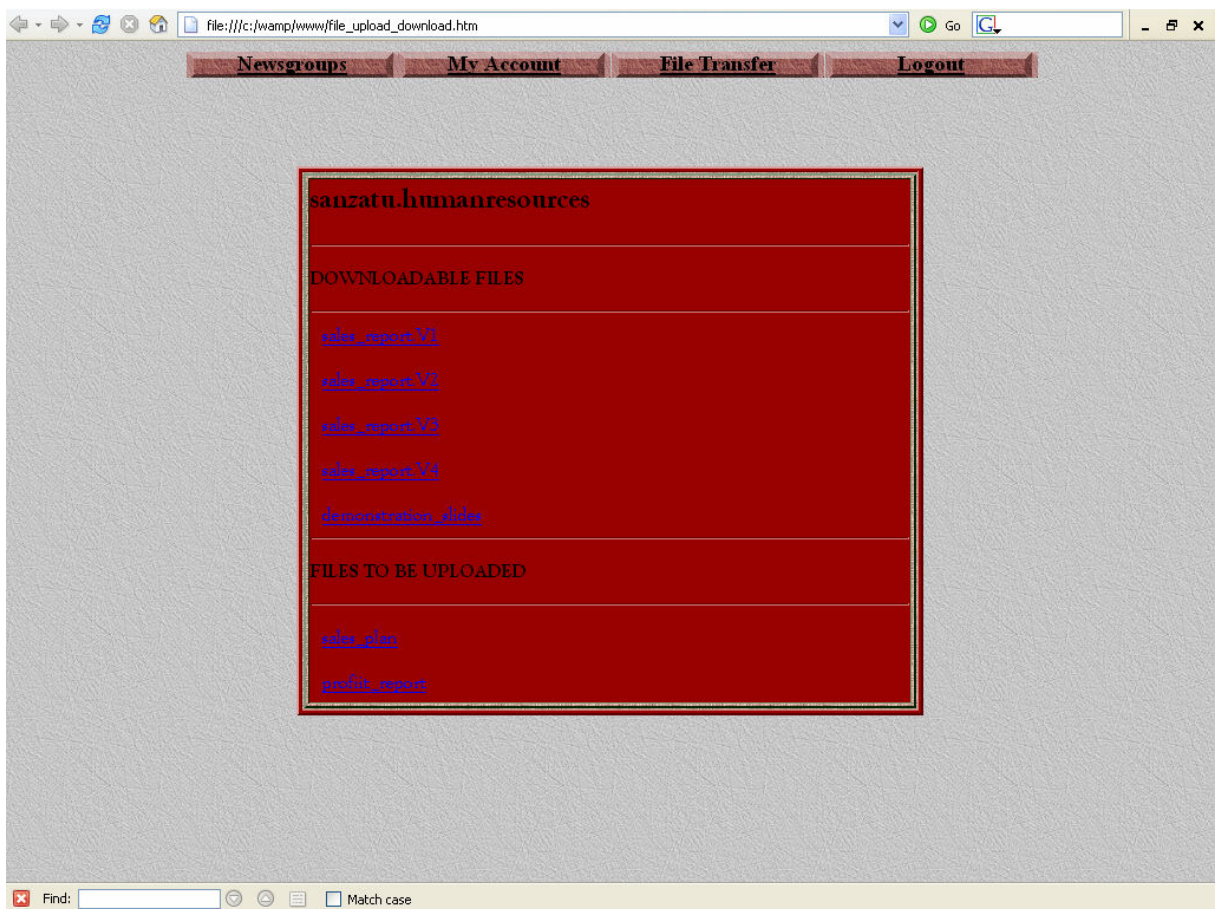 file:///c:/wamp/www/file_upload_download.htm Go G
Newsgroups My Account File Transfer Logout
sanzatu.humanresources
DOWNLOADABLE FILES
sales_report.V1
sales_report.V2
sales_report.V3
sales_report.V4
demonstration_slides
FILES TO BE UPLOADED
sales_plan
profit_report
Find: Match case